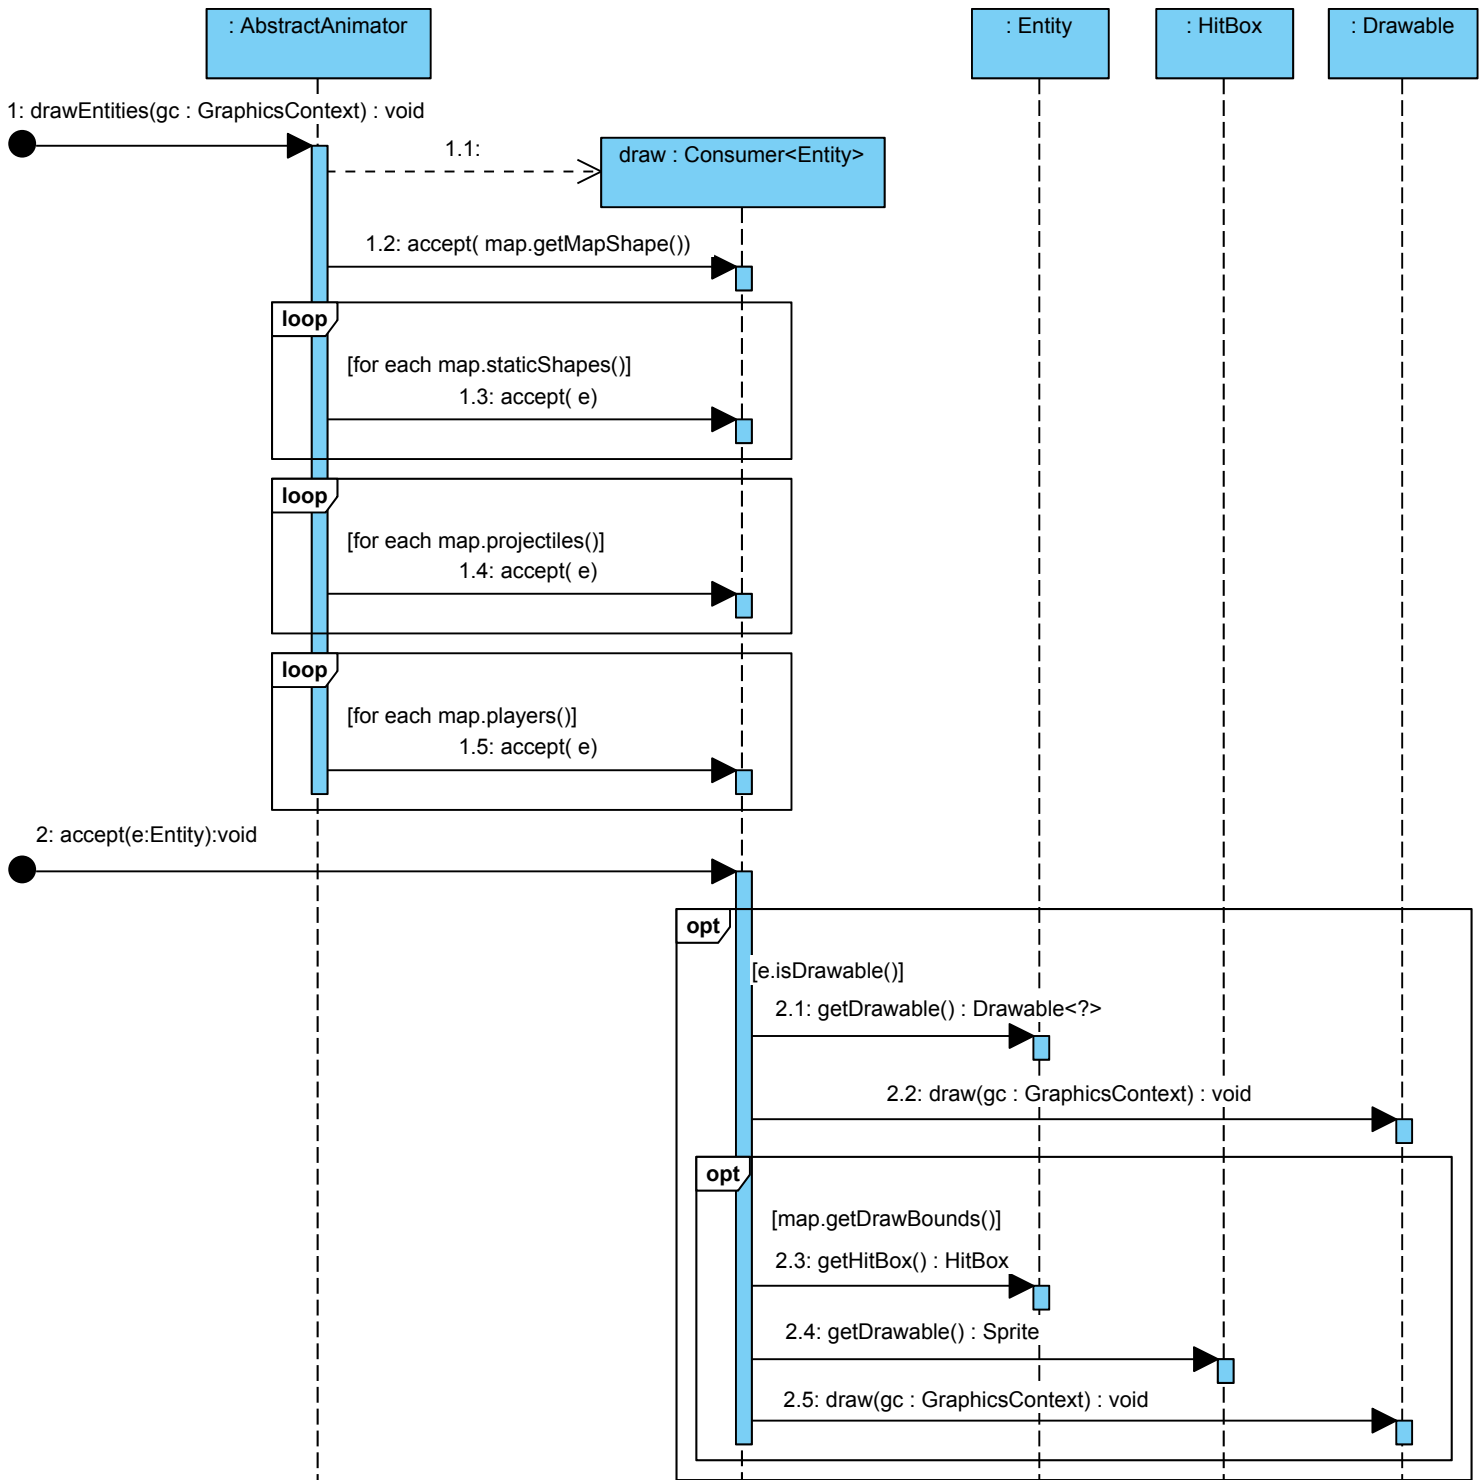 : AbstractAnimator
: Entity
: HitBox
: Drawable
1: drawEntities(gc : GraphicsContext) : void
1.1:
draw : Consumer<Entity>
1.2: accept( map.getMapShape())
loop
[for each map.staticShapes()]
1.3: accept( e)
loop
[for each map.projectiles()]
1.4: accept( e)
loop
[for each map.players()]
1.5: accept( e)
2: accept(e:Entity):void
opt
[e.isDrawable()]
2.1: getDrawable() : Drawable<?>
2.2: draw(gc : GraphicsContext) : void
opt
[map.getDrawBounds()]
2.3: getHitBox() : HitBox
2.4: getDrawable() : Sprite
2.5: draw(gc : GraphicsContext) : void